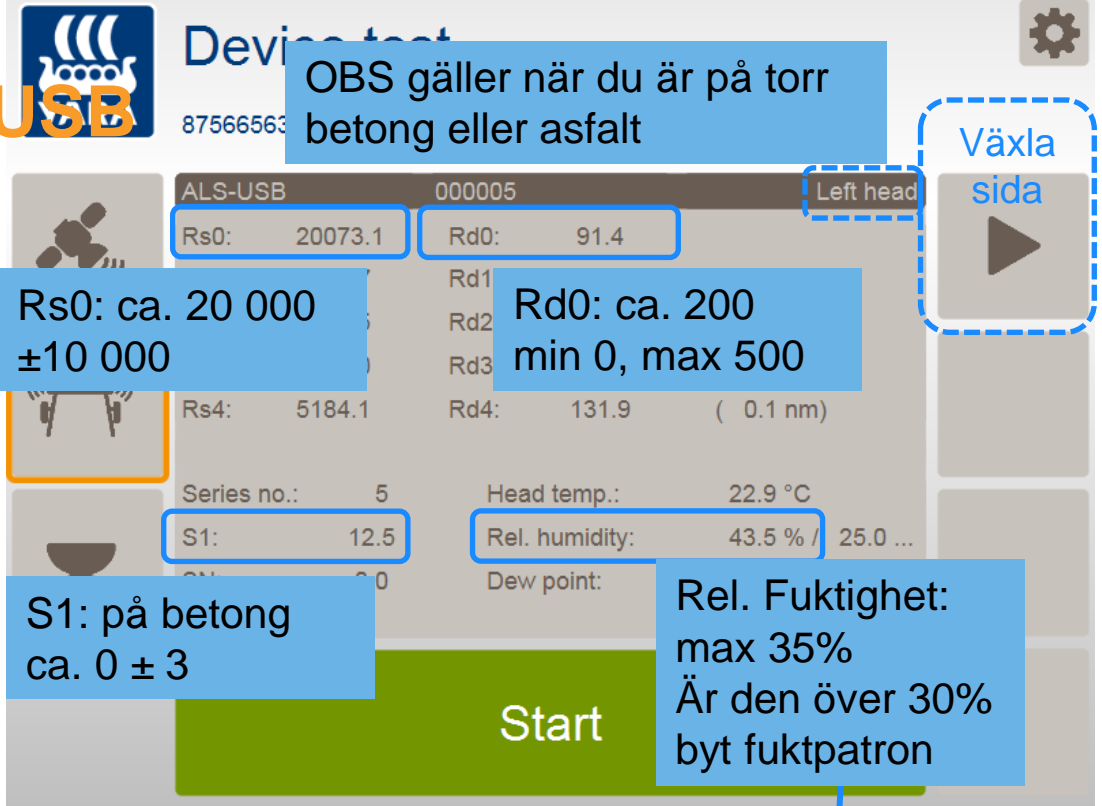 Device test
OBS gäller när du är på torr
betong eller asfalt
USB
87566563
Växla
sida
ALS-USB 000005 Left head
Rs0: 20073.1 Rd0: 91.4
Rd1
Rs0: ca. 20 000
±10 000
Rd0: ca. 200
min 0, max 500
Rd2
Rd3
Rs4: 5184.1 Rd4: 131.9 ( 0.1 nm)
Series no.: 5 Head temp.: 22.9 °C
S1: 12.5 Rel. humidity: 43.5 % / 25.0 ...
Dew point:
S1: på betong
ca. 0 ± 3
Rel. Fuktighet:
max 35%
Är den över 30%
byt fuktpatron
Start